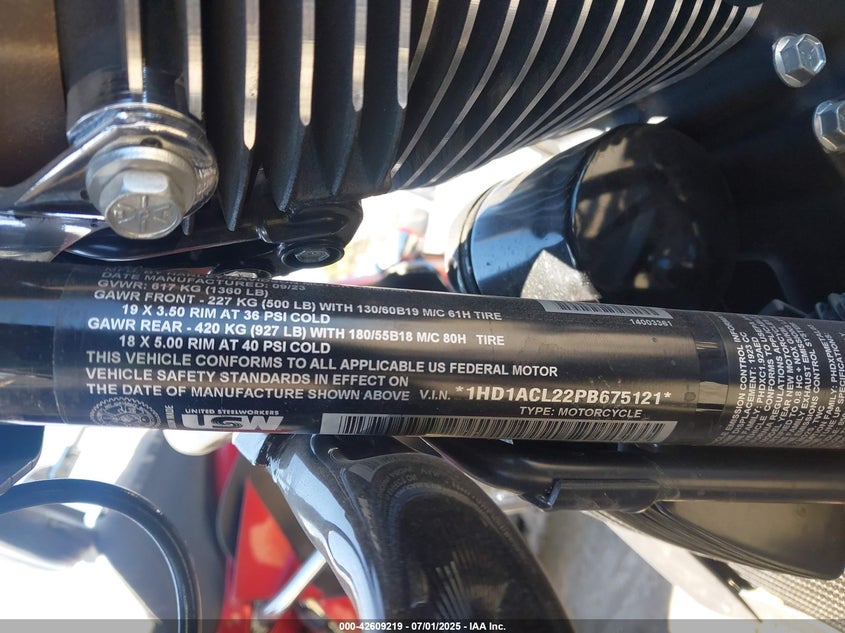 DATE MANUFACTURED: 09/23
GVWR: 617 KG (1360 LB)
GAWR FRONT - 227 KG (500 LB) WITH 130/60B19 M/C 61H TIRE
19 X 3.50 RIM AT 36 PSI COLD
GAWR REAR - 420 KG (927 LB) WITH 180/55B18 M/C 80H TIRE
18 X 5.00 RIM AT 40 PSI COLD
THIS VEHICLE CONFORMS TO ALL APPLICABLE US FEDERAL MOTOR
VEHICLE SAFETY STANDARDS IN EFFECT ON
THE DATE OF MANUFACTURE SHOWN ABOVE V.I.N. *1HD1ACL22PB675121*
TYPE: MOTORCYCLE
UNITED STEELWORKERS
USW
14003361
DISPLACEMENT: 1923 CC
000-42609219 - 07/01/2025 - IAA Inc.